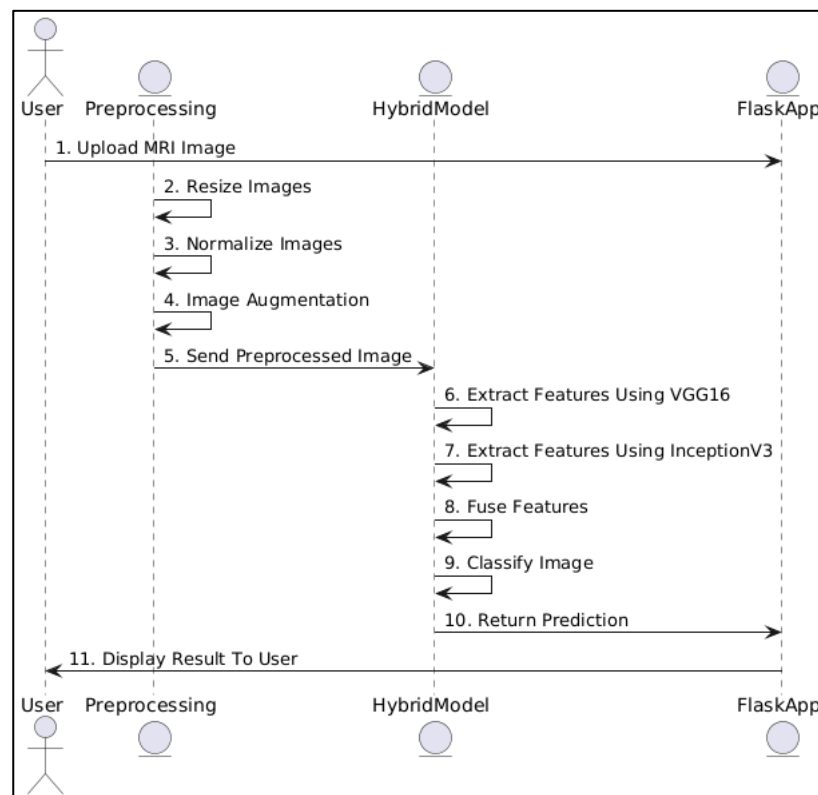 User Preprocessing HybridModel FlaskApp
1. Upload MRI Image
2. Resize Images
3. Normalize Images
4. Image Augmentation
5. Send Preprocessed Image
6. Extract Features Using VGG16
7. Extract Features Using InceptionV3
8. Fuse Features
9. Classify Image
10. Return Prediction
11. Display Result To User
User Preprocessing HybridModel FlaskApp